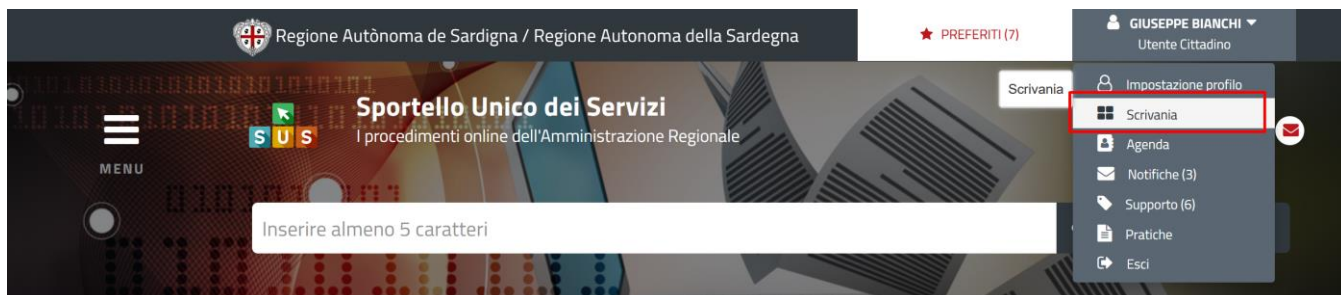 Regione Autònoma de Sardigna / Regione Autonoma della Sardegna
PREFERITI (7)
GIUSEPPE BIANCHI
Utente Cittadino
MENU
SUS
Sportello Unico dei Servizi
I procedimenti online dell'Amministrazione Regionale
Inserire almeno 5 caratteri
Scrivania
Impostazione profilo
Scrivania
Agenda
Notifiche (3)
Supporto (6)
Pratiche
Esci